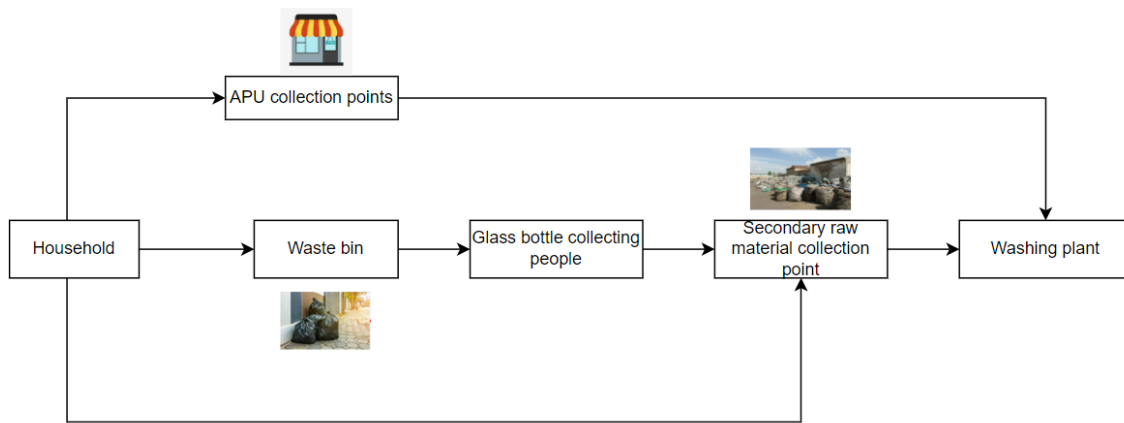 APU collection points
Household
Waste bin
Glass bottle collecting
people
Secondary raw
material collection
point
Washing plant